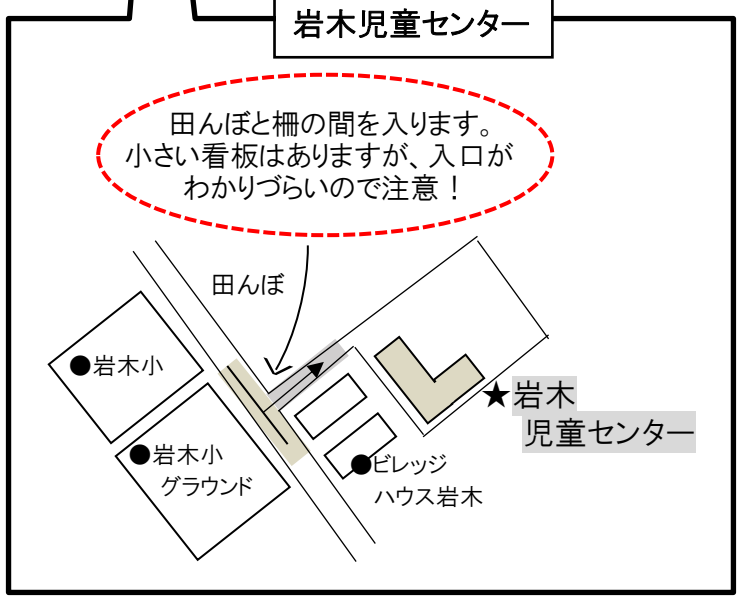 岩木児童センター
田んぼと柵の間を入ります。
小さい看板はありますが、入口が
わかりづらいので注意！
田んぼ
●岩木小
●岩木小
グラウンド
★岩木
児童センター
●ビレッジ
ハウス岩木